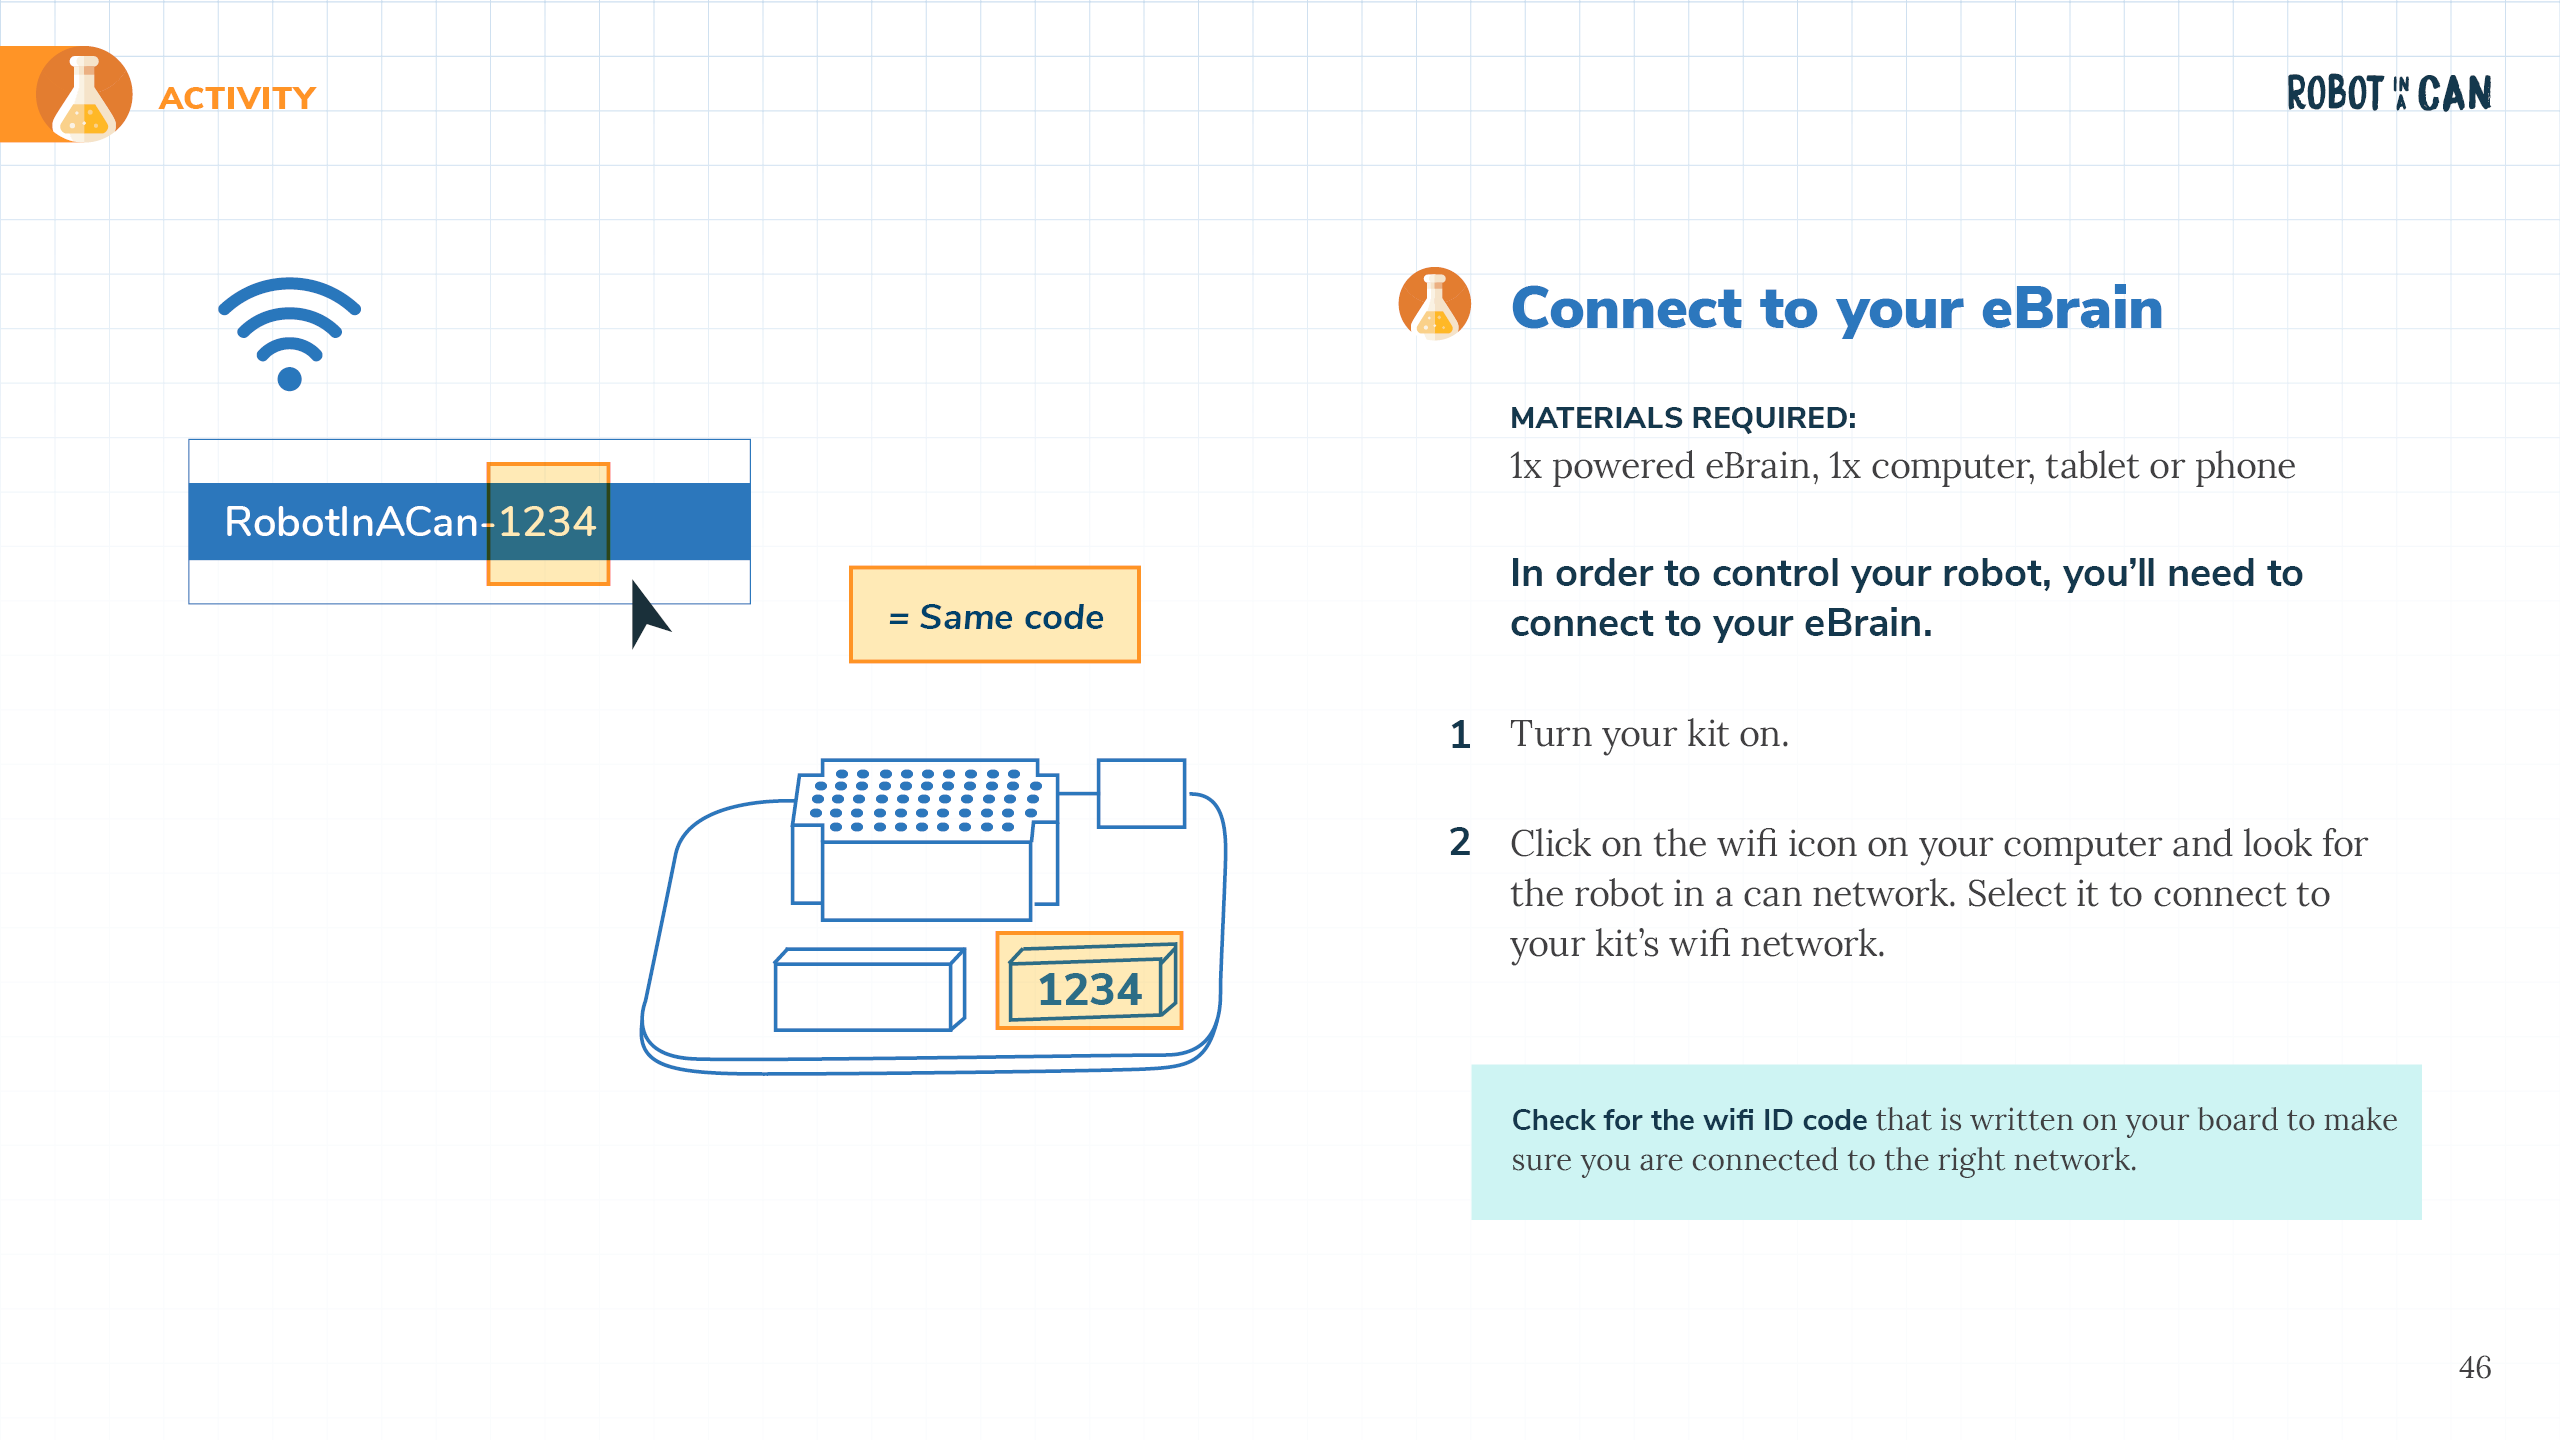 ACTIVITY
ROBOT IN A CAN
RobotInACan-1234
= Same code
1234
Connect to your eBrain
MATERIALS REQUIRED:
1x powered eBrain, 1x computer, tablet or phone
In order to control your robot, you’ll need to
connect to your eBrain.
1 Turn your kit on.
2 Click on the wifi icon on your computer and look for
the robot in a can network. Select it to connect to
your kit’s wifi network.
Check for the wifi ID code that is written on your board to make
sure you are connected to the right network.
46